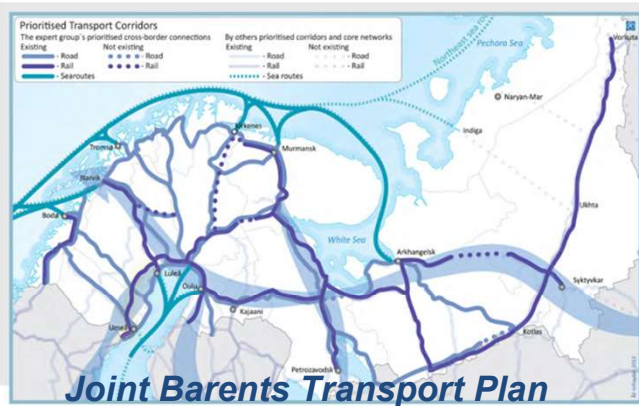 Prioritised Transport Corridors
The expert group's prioritised cross-border connections
By others prioritised corridors and core networks
Existing
Not existing
Existing
Not existing
- Road
- Road
- Road
- Road
- Rail
- Rail
- Rail
- Rail
- Searoutes
- Sea routes
Northeast sea
Pechora Sea
Vorkuta
Naryan-Mar
Indiga
Kirkenes
Tromsø
Murmansk
Narvik
Ukhta
Bodø
White Sea
Arkhangelsk
Luleå
Syktyvkar
Oulu
Kajaani
Umeå
Kotlas
Petrozavodsk
Joint Barents Transport Plan